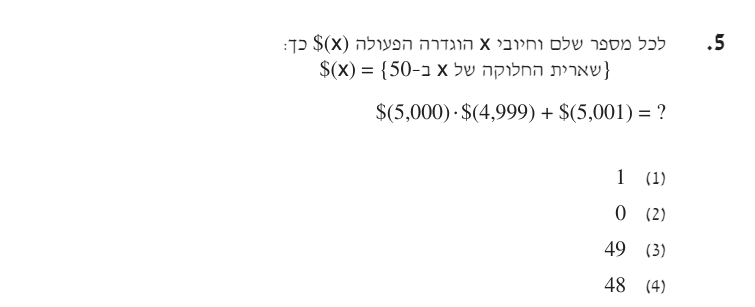 5. לכל מספר שלם וחיובי x הוגדרה הפעולה $(x) כך:
$(x) = {שארית החלוקה של x ב-50}
$(5,000) · $(4,999) + $(5,001) = ?
(1) 1
(2) 0
(3) 49
(4) 48